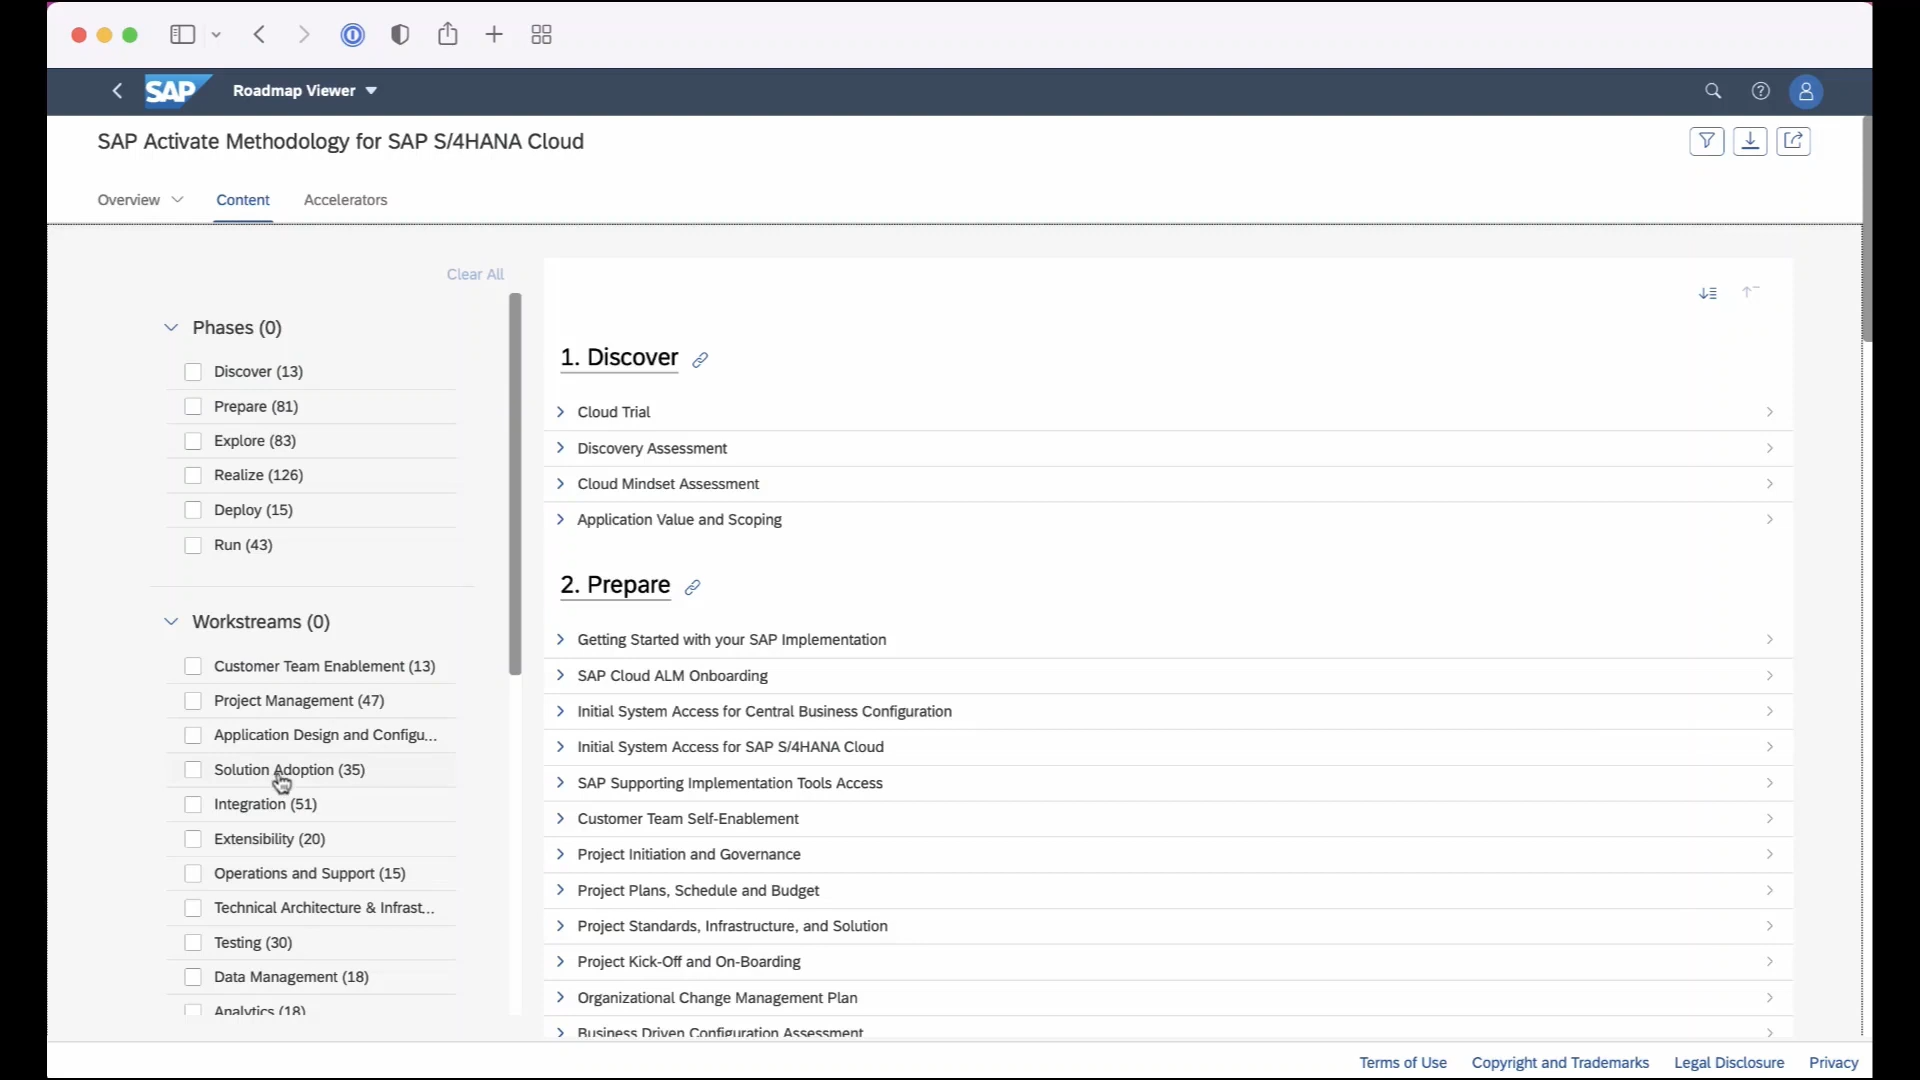 SAP
Roadmap Viewer
SAP Activate Methodology for SAP S/4HANA Cloud
Overview
Content
Accelerators
Clear All
Phases (0)
Discover (13)
Prepare (81)
Explore (83)
Realize (126)
Deploy (15)
Run (43)
Workstreams (0)
Customer Team Enablement (13)
Project Management (47)
Application Design and Configu...
Solution Adoption (35)
Integration (51)
Extensibility (20)
Operations and Support (15)
Technical Architecture & Infrast...
Testing (30)
Data Management (18)
Analytics (18)
1. Discover
Cloud Trial
Discovery Assessment
Cloud Mindset Assessment
Application Value and Scoping
2. Prepare
Getting Started with your SAP Implementation
SAP Cloud ALM Onboarding
Initial System Access for Central Business Configuration
Initial System Access for SAP S/4HANA Cloud
SAP Supporting Implementation Tools Access
Customer Team Self-Enablement
Project Initiation and Governance
Project Plans, Schedule and Budget
Project Standards, Infrastructure, and Solution
Project Kick-Off and On-Boarding
Organizational Change Management Plan
Business Driven Configuration Assessment
Terms of Use
Copyright and Trademarks
Legal Disclosure
Privacy